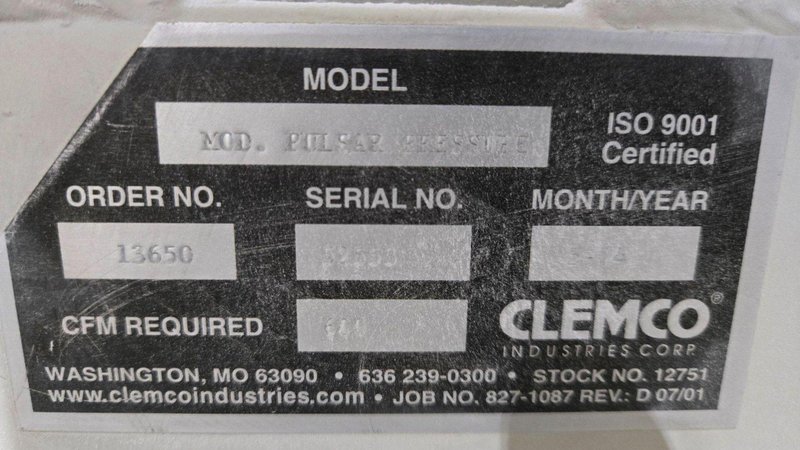 MODEL
MOD. PULSAR PRESSURE
ISO 9001
Certified
ORDER NO. SERIAL NO. MONTH/YEAR
13650
CFM REQUIRED
CLEMCO®
INDUSTRIES CORP.
WASHINGTON, MO 63090 • 636 239-0300 • STOCK NO. 12751
www.clemcoindustries.com • JOB NO. 827-1087 REV.: D 07/01